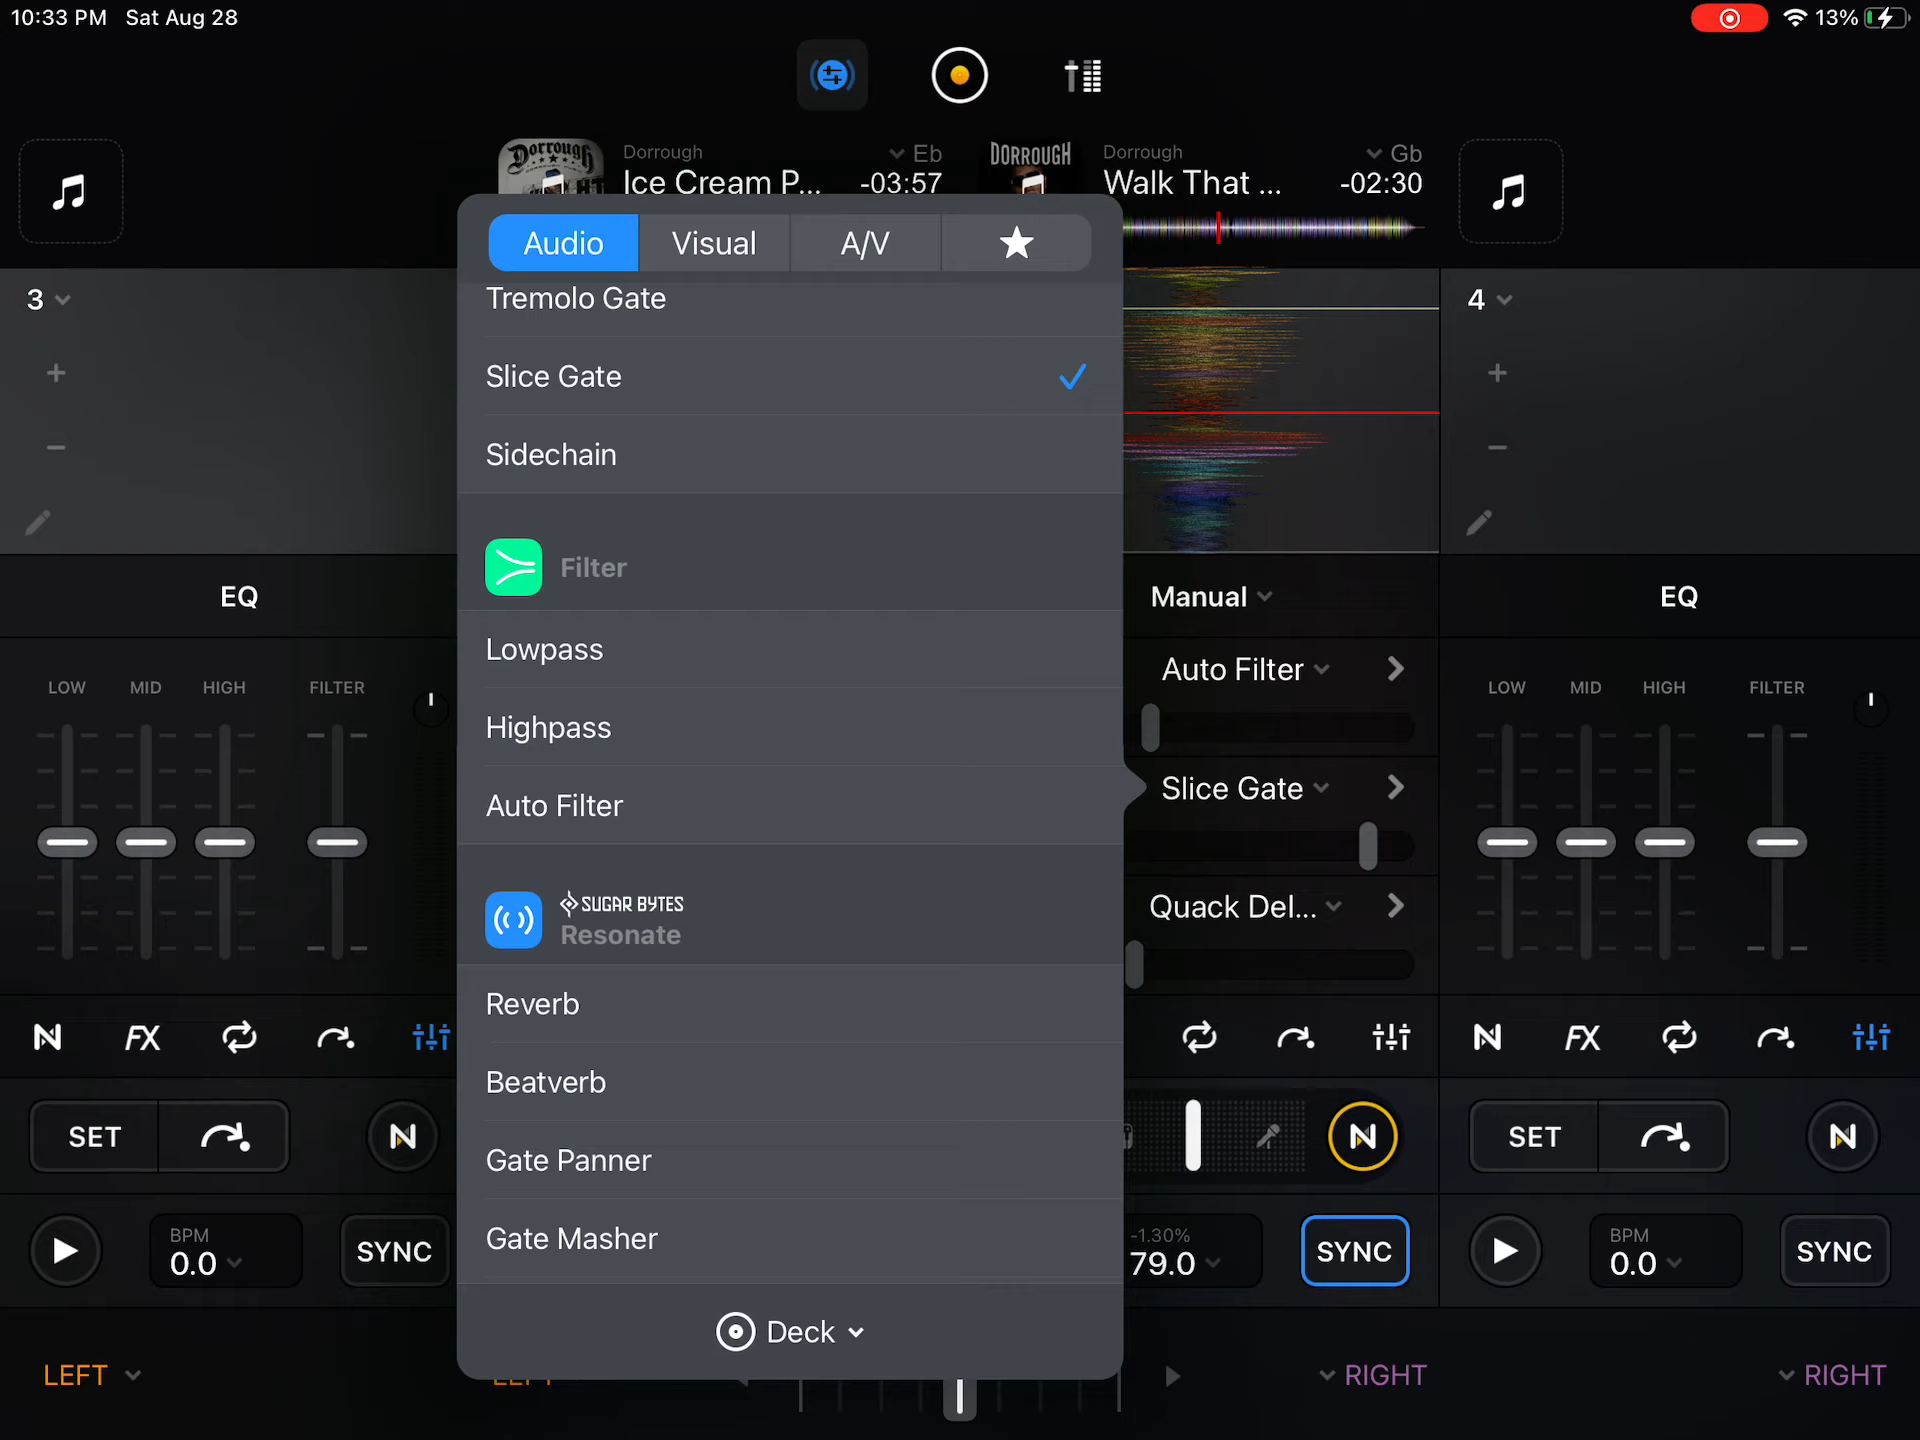 10:33 PM Sat Aug 28
13%
Dorrough
DORROUGH
Dorrough
Eb
Ice Cream P...
-03:57
Dorrough
Gb
Walk That ...
-02:30
Audio
Visual
A/V
Tremolo Gate
3
4
Slice Gate
Sidechain
Filter
EQ
Manual
EQ
Lowpass
Auto Filter
LOW
MID
HIGH
FILTER
LOW
MID
HIGH
FILTER
Highpass
Slice Gate
Auto Filter
SUGAR BYTES
Resonate
Quack Del...
Reverb
FX
FX
Beatverb
SET
N
N
SET
N
Gate Panner
BPM
0.0
SYNC
Gate Masher
-1.30%
79.0
SYNC
BPM
0.0
SYNC
Deck
LEFT
LEFT
RIGHT
RIGHT